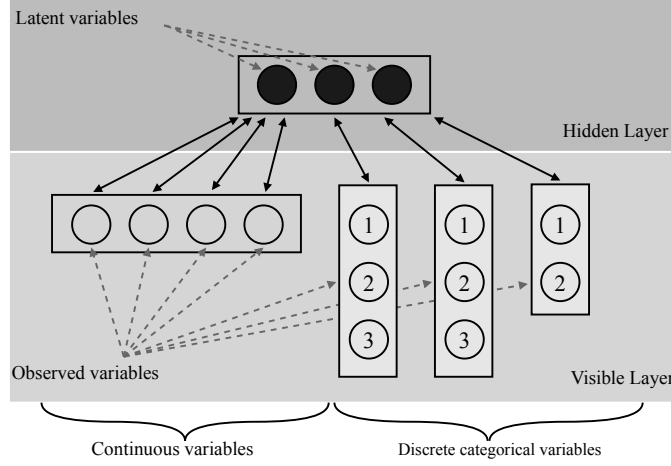 Latent variables
Hidden Layer
1 1 1
2 2 2
3 3
Observed variables
Visible Layer
Continuous variables
Discrete categorical variables